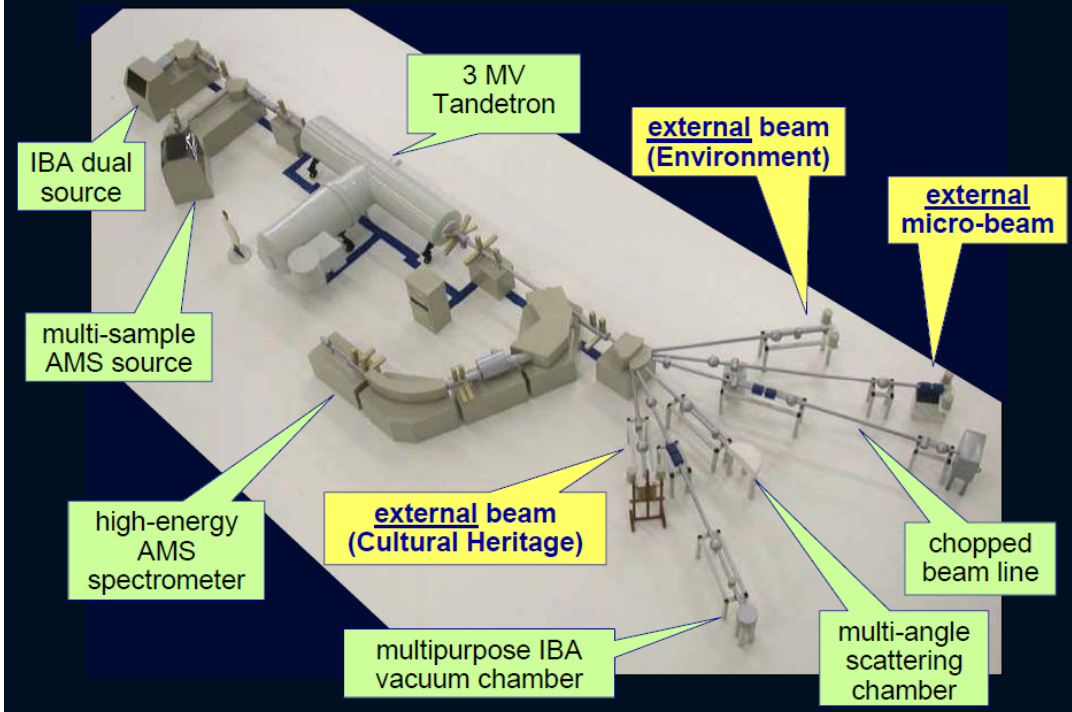 3 MV
Tandetron
external beam
(Environment)
IBA dual
source
external
micro-beam
multi-sample
AMS source
high-energy
AMS
spectrometer
external beam
(Cultural Heritage)
chopped
beam line
multipurpose IBA
vacuum chamber
multi-angle
scattering
chamber